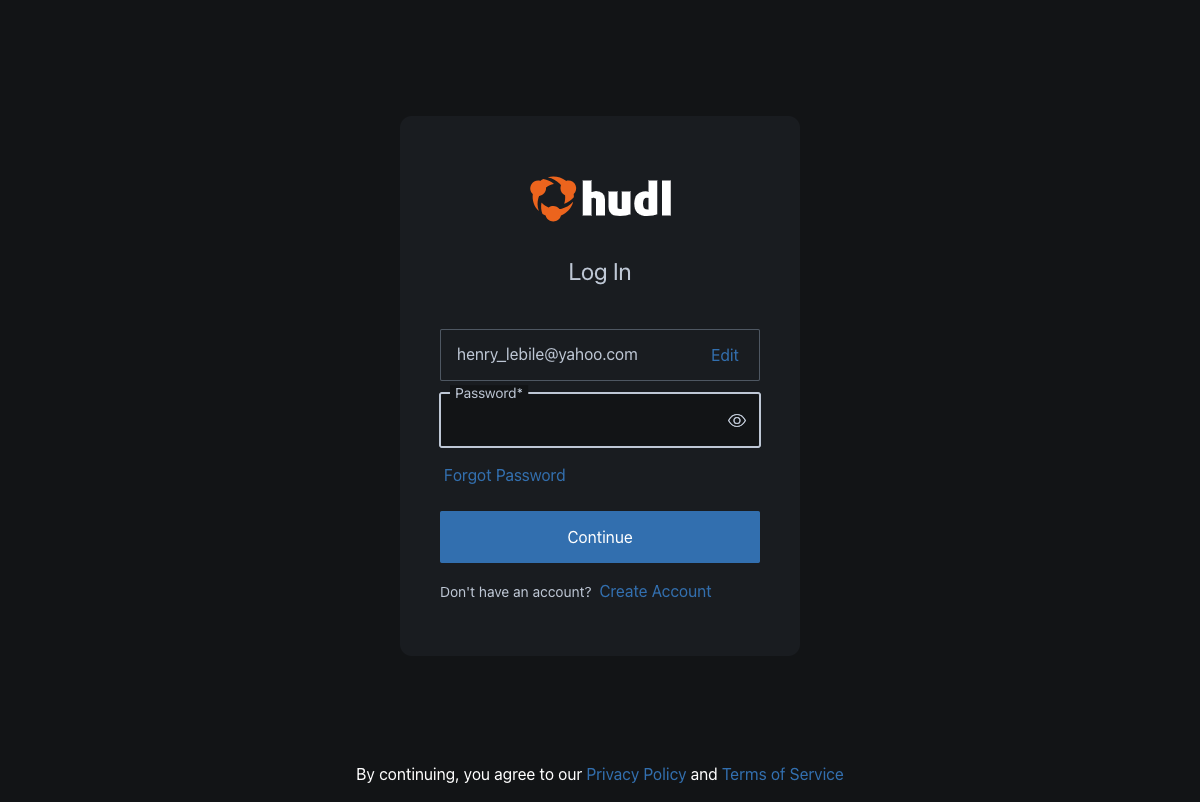 hudl
Log In
henry_lebile@yahoo.com Edit
Password*
Forgot Password
Continue
Don't have an account? Create Account
By continuing, you agree to our Privacy Policy and Terms of Service